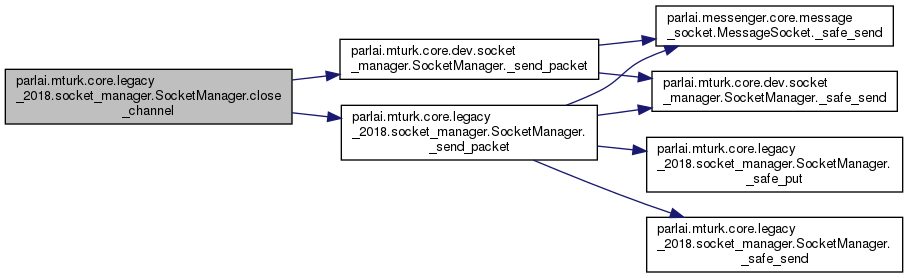 parlai.mturk.core.legacy
_2018.socket_manager.SocketManager.close
_channel
parlai.mturk.core.dev.socket
_manager.SocketManager._send_packet
parlai.mturk.core.legacy
_2018.socket_manager.SocketManager.
_send_packet
parlai.messenger.core.message
_socket.MessageSocket._safe_send
parlai.mturk.core.dev.socket
_manager.SocketManager._safe_send
parlai.mturk.core.legacy
_2018.socket_manager.SocketManager.
_safe_put
parlai.mturk.core.legacy
_2018.socket_manager.SocketManager.
_safe_send